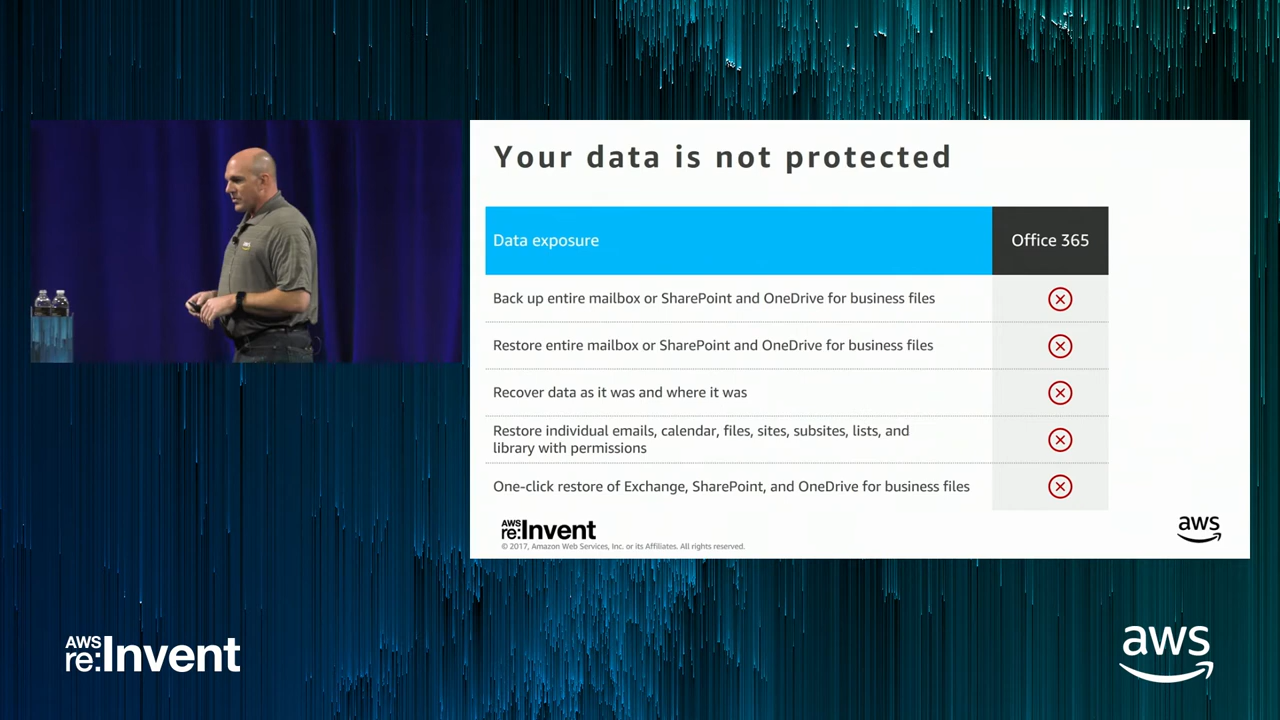 Your data is not protected
Data exposure
Office 365
Back up entire mailbox or SharePoint and OneDrive for business files
Restore entire mailbox or SharePoint and OneDrive for business files
Recover data as it was and where it was
Restore individual emails, calendar, files, sites, subsites, lists, and
library with permissions
One-click restore of Exchange, SharePoint, and OneDrive for business files
AWS
re:Invent
© 2017, Amazon Web Services, Inc. or its Affiliates. All rights reserved.
aws
AWS
re:Invent
aws